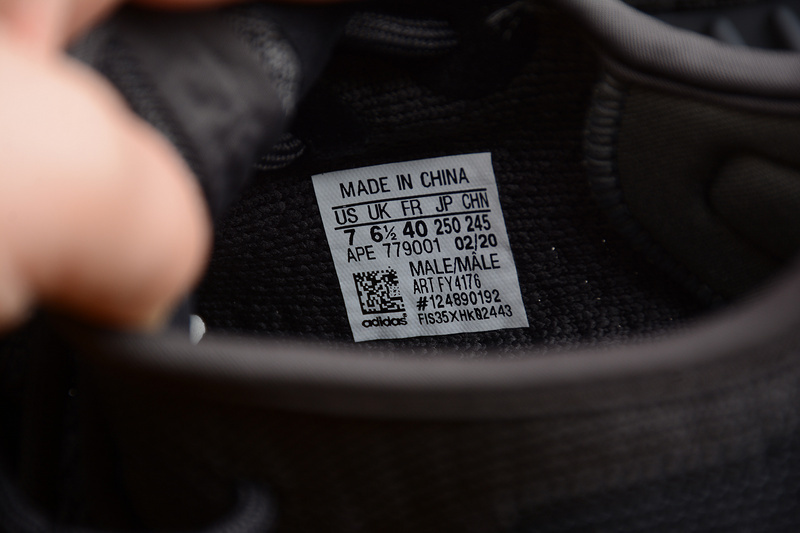 MADE IN CHINA
US UK FR JP CHN
7 6½ 40 250 245
APE 779001 02/20
MALE/MÂLE
ART FY4176
#124890192
adidas